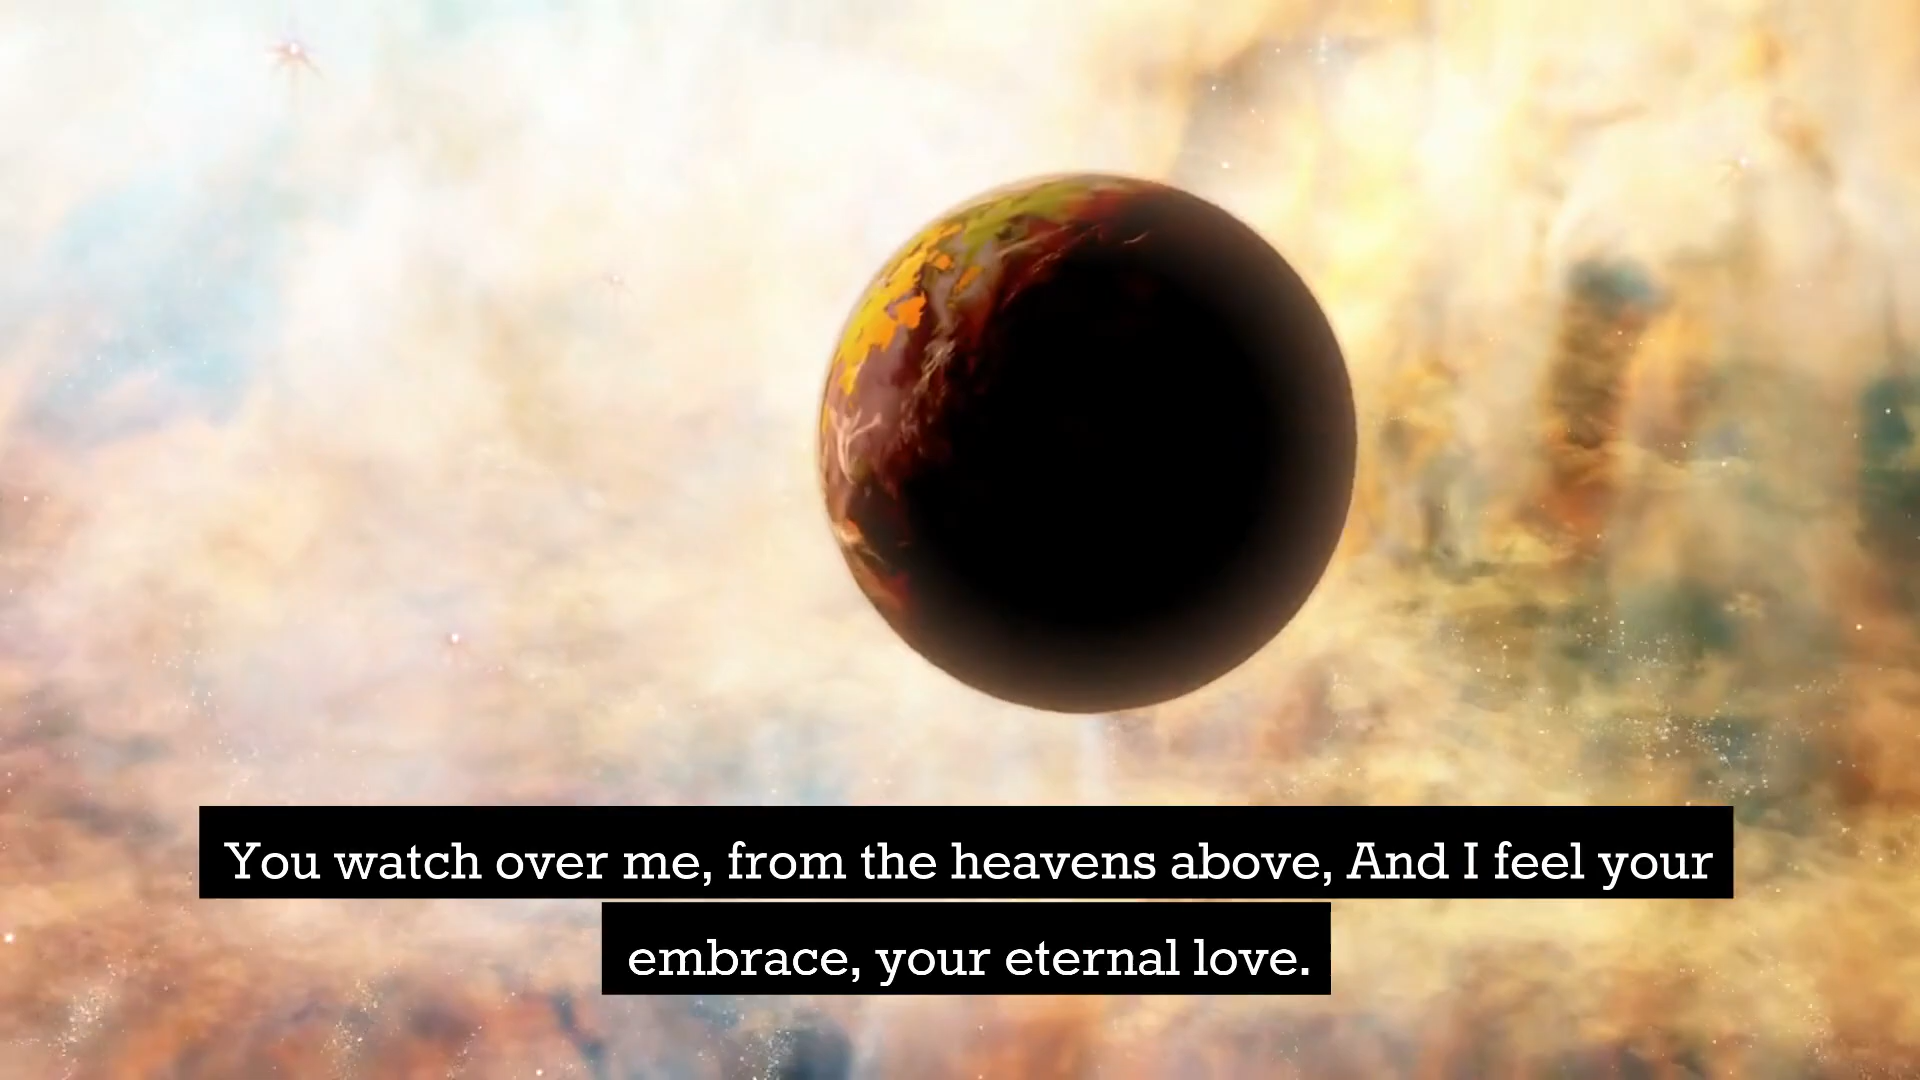 You watch over me, from the heavens above, And I feel your
embrace, your eternal love.